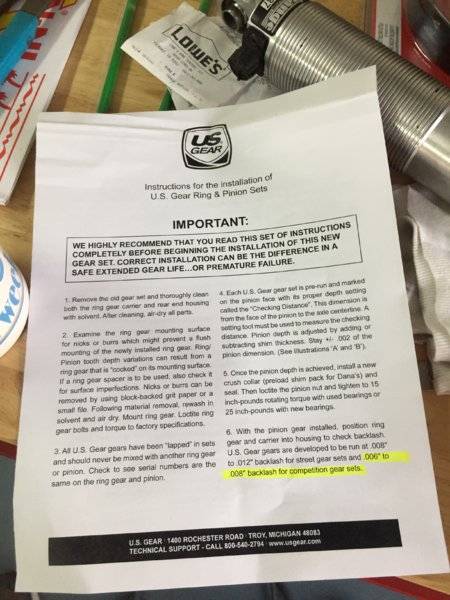 LOWE'S
US
GEAR
Instructions for the installation of
U.S. Gear Ring & Pinion Sets
IMPORTANT:
WE HIGHLY RECOMMEND THAT YOU READ THIS SET OF INSTRUCTIONS
COMPLETELY BEFORE BEGINNING THE INSTALLATION OF THIS NEW
GEAR SET. CORRECT INSTALLATION CAN BE THE DIFFERENCE IN A
SAFE EXTENDED GEAR LIFE...OR PREMATURE FAILURE.
1. Remove the old gear set and thoroughly clean
both the ring gear carrier and rear end housing
with solvent. After cleaning, air-dry all parts.
2. Examine the ring gear mounting surface
for nicks or burrs which might prevent a flush
mounting of the newly installed ring gear. Ring/
Pinion tooth depth variations can result from a
ring gear that is "cocked" on its mounting surface.
If a ring gear spacer is to be used, also check it
for surface imperfections. Nicks or burrs can be
removed by using block-backed grit paper or a
small file. Following material removal, rewash in
solvent and air dry. Mount ring gear. Loctite ring
gear bolts and torque to factory specifications.
3. All US Gear gears have been "lapped" in sets
and should never be mixed with another ring gear
or pinion. Check to see serial numbers are the
same on the ring gear and pinion.
4. Each U.S. Gear gear set is pre-run and marked
on the pinion face with its proper depth setting
called the "Checking Distance". This dimension is
from the face of the pinion to the axle centerline. A
setting tool must be used to measure the checking
distance. Pinion depth is adjusted by adding or
subtracting shim thickness. Stay +/- .002 of the
pinion dimension. (See Illustrations 'A' and 'B').
5. Once the pinion depth is achieved, install a new
crush collar (preload shim pack for Dana's) and
seal. Then loctite the pinion nut and tighten to 15
inch-pounds rotating torque with used bearings or
25 inch-pounds with new bearings.
6. With the pinion gear installed, position ring
gear and carrier into housing to check backlash.
U.S. Gear gears are developed to be run at .008"
to .012" backlash for street gear sets and .006" to
.008" backlash for competition gear sets.
U.S. GEAR · 1400 ROCHESTER ROAD · TROY, MICHIGAN 48083
TECHNICAL SUPPORT - CALL 800-540-2794 · www.usgear.com